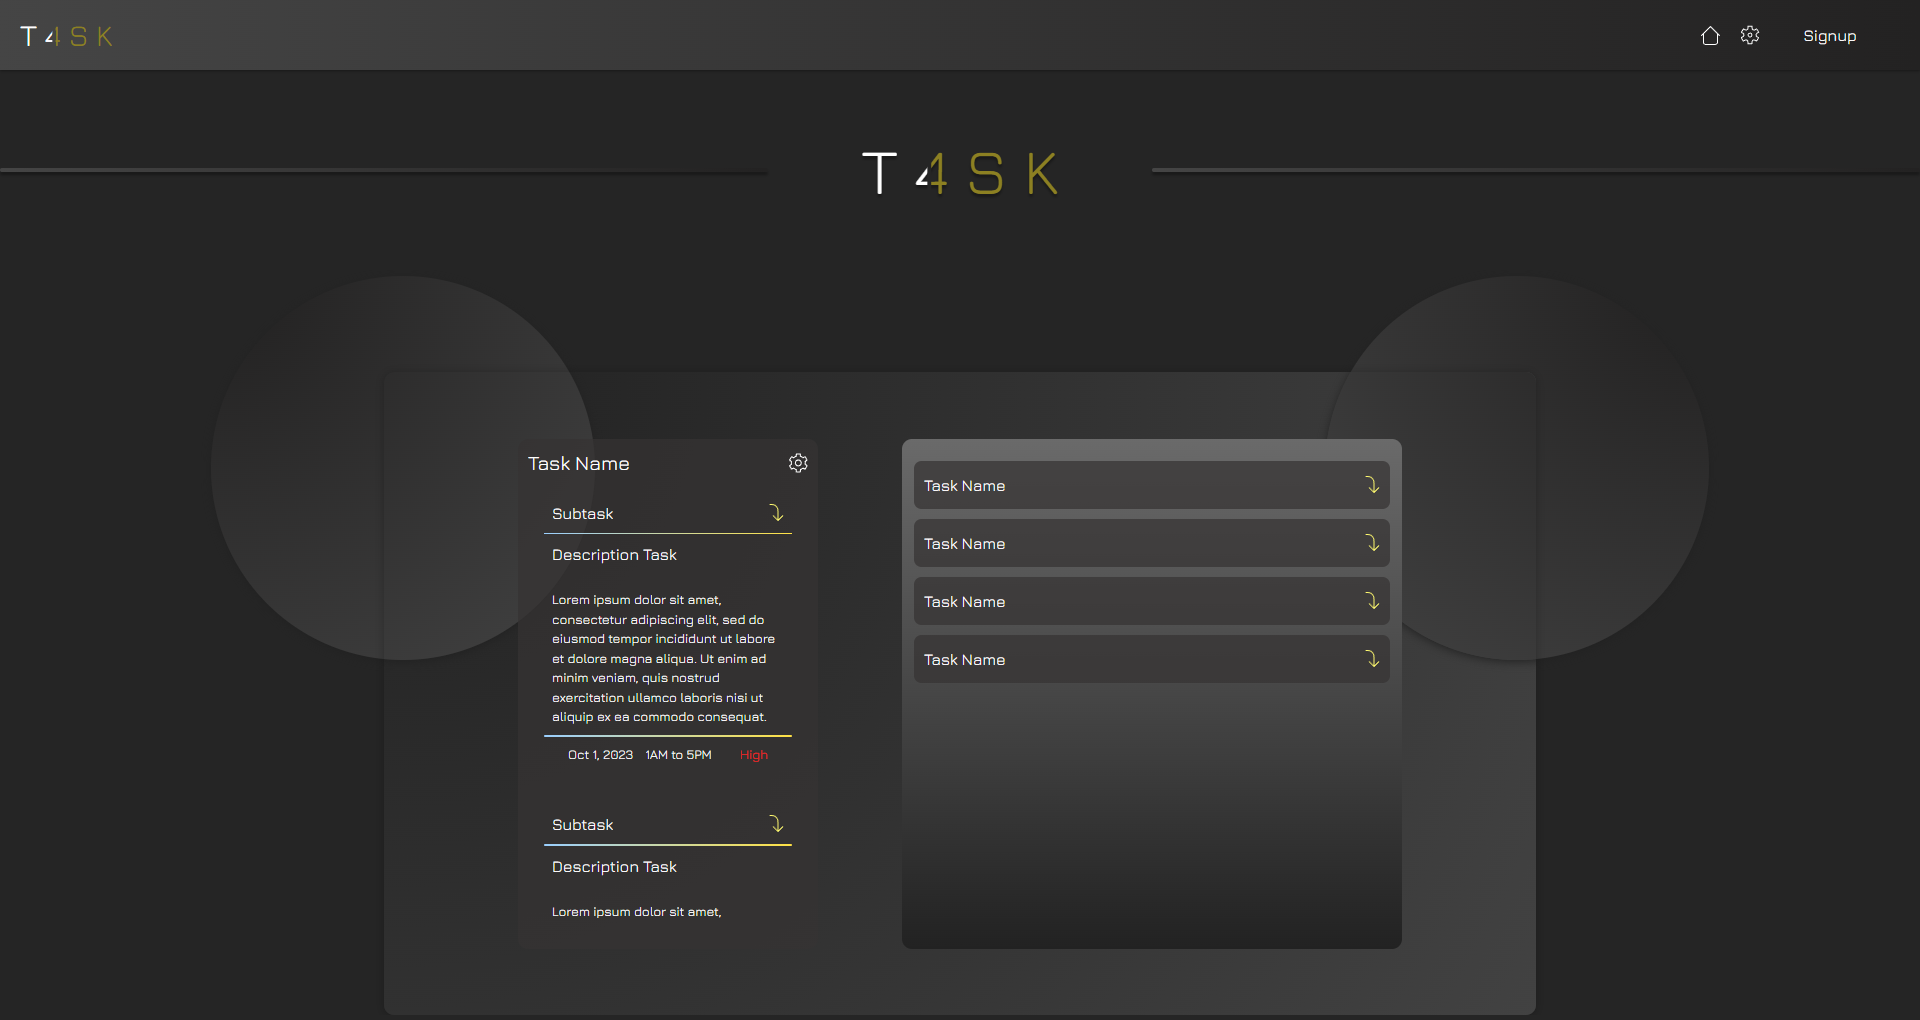 T4SK
Signup
T4SK
Task Name
Subtask
Description Task
Lorem ipsum dolor sit amet,
consectetur adipiscing elit, sed do
eiusmod tempor incididunt ut labore
et dolore magna aliqua. Ut enim ad
minim veniam, quis nostrud
exercitation ullamco laboris nisi ut
aliquip ex ea commodo consequat.
Oct 1, 2023 1AM to 5PM High
Subtask
Description Task
Lorem ipsum dolor sit amet,
Task Name
Task Name
Task Name
Task Name